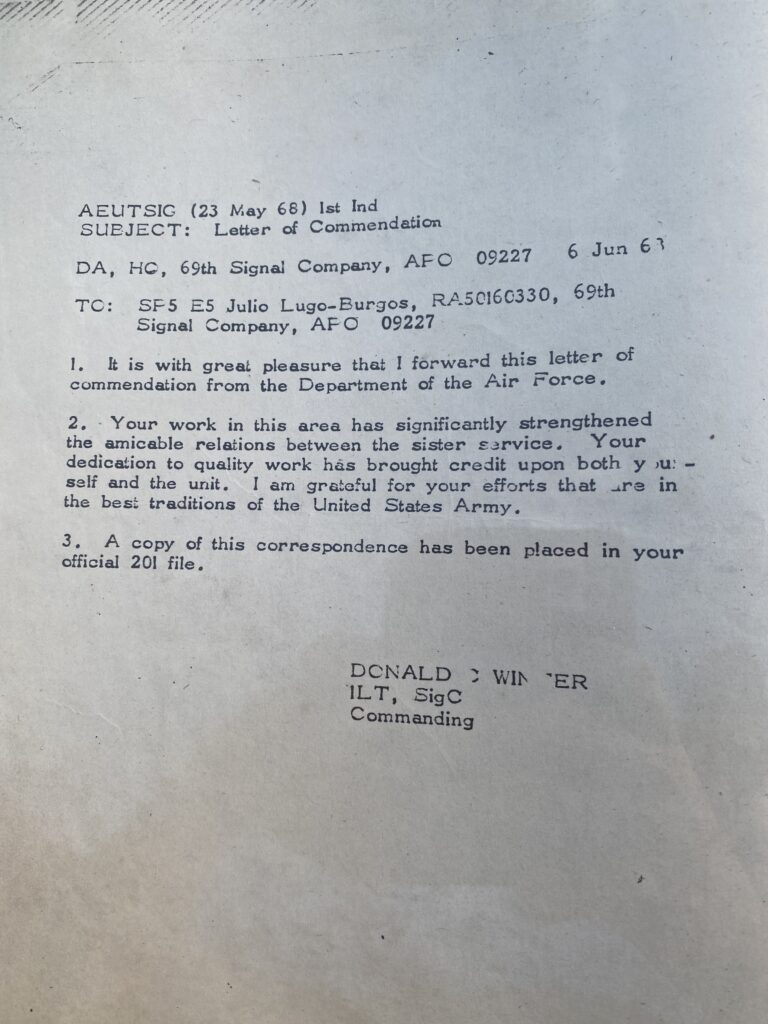 AEUTSIG (23 May 68) 1st Ind
SUBJECT: Letter of Commendation
DA, HQ, 69th Signal Company, APO 09227 6 Jun 68
TO: SP5 E5 Julio Lugo-Burgos, RA50160330, 69th
Signal Company, APO 09227
1. It is with great pleasure that I forward this letter of
commendation from the Department of the Air Force.
2. Your work in this area has significantly strengthened
the amicable relations between the sister service. Your
dedication to quality work has brought credit upon both your-
self and the unit. I am grateful for your efforts that are in
the best traditions of the United States Army.
3. A copy of this correspondence has been placed in your
official 201 file.
DONALD
1LT, SigC
Commanding